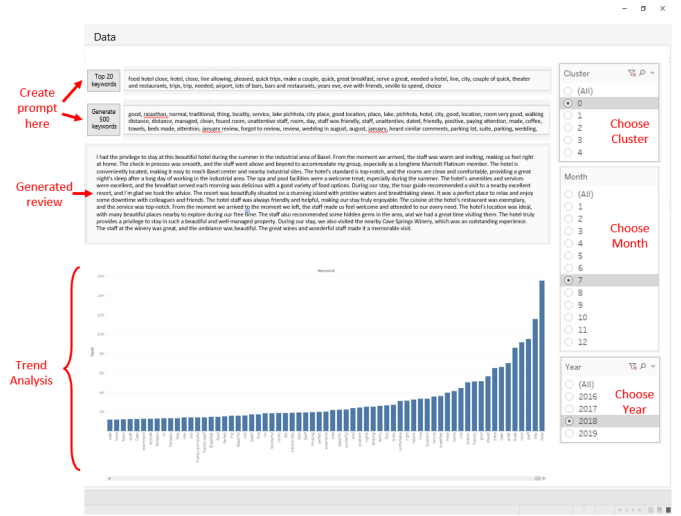 Data
Top 20
keywords
food hotel close, hotel, close, line allowing, pleased, quick trips, make a couple, quick, great breakfast, serve a great, needed a hotel, line, city, couple of quick, theater
and restaurants, trips, trip, needed, airport, lots of bars, bars and restaurants, years eve, eve with friends, seville to spend, choice
Create
prompt
here
Generate
500
keywords
good, rajasthan, normal, traditional, thing, locality, service, lake pichhola, city place, good location, place, lake, pichhola, hotel, city, good, location, room very good, walking
distance, distance, managed, clean, found room, unattentive staff, room, stay, staff was friendly, staff, unattentive, dated, friendly, positive, paying attention, made, coffee,
towels, beds made, attention, january review, forgot to review, review, wedding in august, august, january, heard similar comments, parking lot, suite, parking, wedding,
Generated
review
I had the privilege to stay at this beautiful hotel during the summer in the industrial area of Basel. From the moment we arrived, the staff was warm and inviting, making us feel right
at home. The check-in process was smooth, and the staff went above and beyond to accommodate my group, especially as a longtime Marriott Platinum member. The hotel is
conveniently located, making it easy to reach Basel center and nearby industrial sites. The hotel's standard is top-notch, and the rooms are clean and comfortable, providing a great
night's sleep after a long day of working in the industrial area. The spa and pool facilities were a welcome treat, especially during the summer. The hotel's amenities and services
were excellent, and the breakfast served each morning was delicious with a good variety of food options. During our stay, the tour guide recommended a visit to a nearby excellent
resort, and I'm glad we took the advice. The resort was beautifully situated on a stunning island with pristine waters and breathtaking views. It was a perfect place to relax and enjoy
some downtime with colleagues and friends. The hotel staff was always friendly and helpful, making our stay truly enjoyable. The cuisine at the hotel's restaurant was exemplary,
and the service was top-notch. From the moment we arrived to the moment we left, the staff made us feel welcome and attended to our every need. The hotel's location was ideal,
with many beautiful places nearby to explore during our free time. The staff also recommended some hidden gems in the area, and we had a great time visiting them. The hotel truly
provides a privilege to stay in such a beautiful and well-managed property. During our stay, we also visited the nearby Cave Springs Winery, which was an outstanding experience.
The staff at the winery was great, and the ambiance was beautiful. The great wines and wonderful staff made it a memorable visit.
Trend
Analysis
Keyword
Cluster
(All)
0
1
2
3
4
Choose
Cluster
Month
(All)
1
2
3
4
5
6
7
8
9
10
11
12
Choose
Month
Year
(All)
2016
2017
2018
2019
Choose
Year